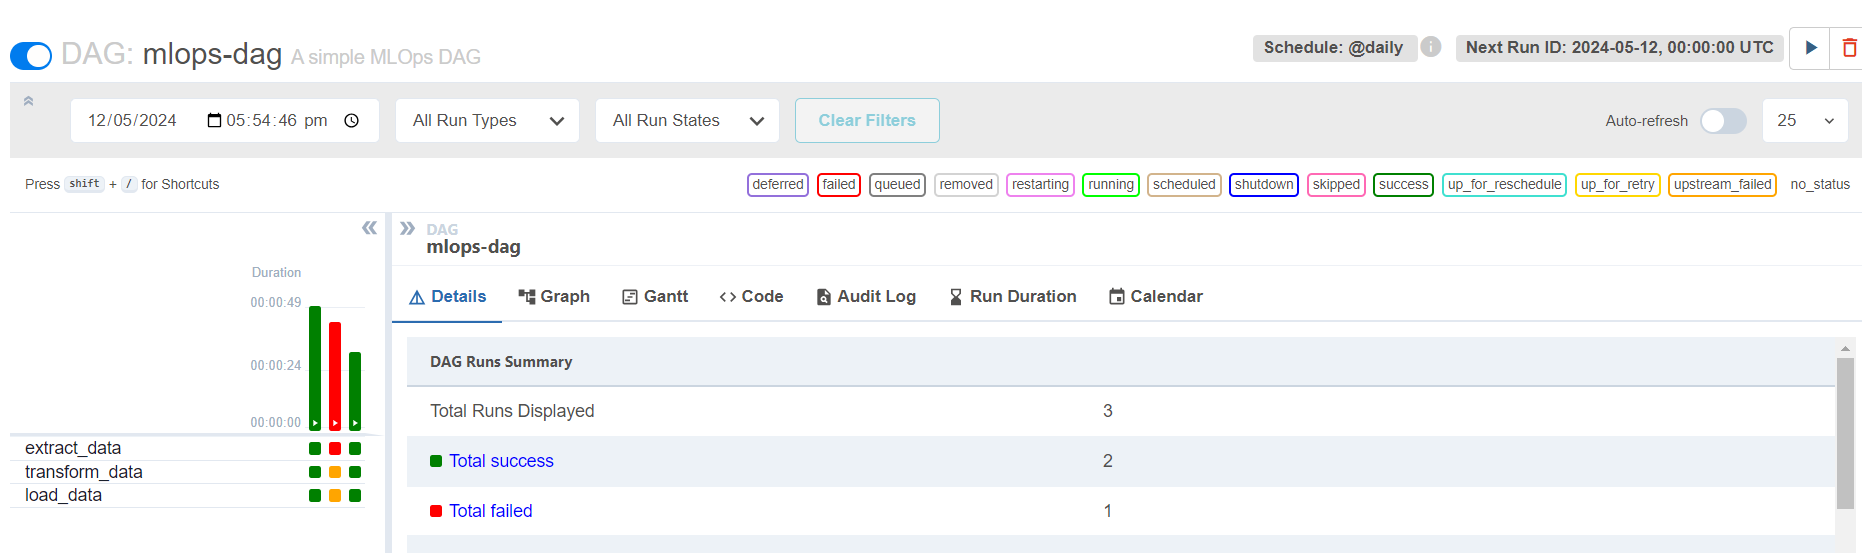 DAG: mlops-dag A simple MLOps DAG
Schedule: @daily
Next Run ID: 2024-05-12, 00:00:00 UTC
12/05/2024 05:54:46 pm
All Run Types
All Run States
Clear Filters
Auto-refresh
25
Press shift + / for Shortcuts
deferred failed queued removed restarting running scheduled shutdown skipped success up_for_reschedule up_for_retry upstream_failed no_status
Duration
00:00:49
00:00:24
00:00:00
extract_data
transform_data
load_data
DAG
mlops-dag
Details Graph Gantt Code Audit Log Run Duration Calendar
DAG Runs Summary
Total Runs Displayed 3
Total success 2
Total failed 1